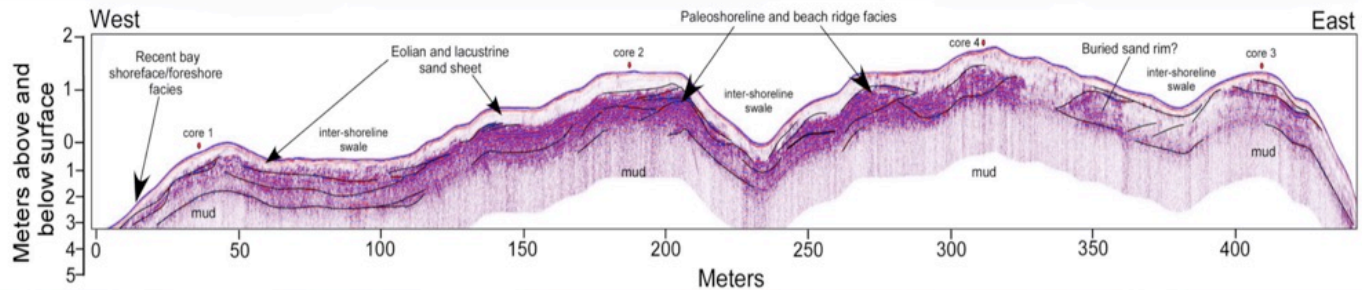 West
East
Paleoshoreline and beach ridge facies
Recent bay
shoreface/foreshore
facies
Eolian and lacustrine
sand sheet
core 2
core 4
Buried sand rim?
core 3
inter-shoreline
swale
inter-shoreline
swale
core 1
inter-shoreline
swale
mud
mud
mud
mud
Meters above and
below surface
2
1
0
1
2
3
4
5
0 50 100 150 200 250 300 350 400
Meters